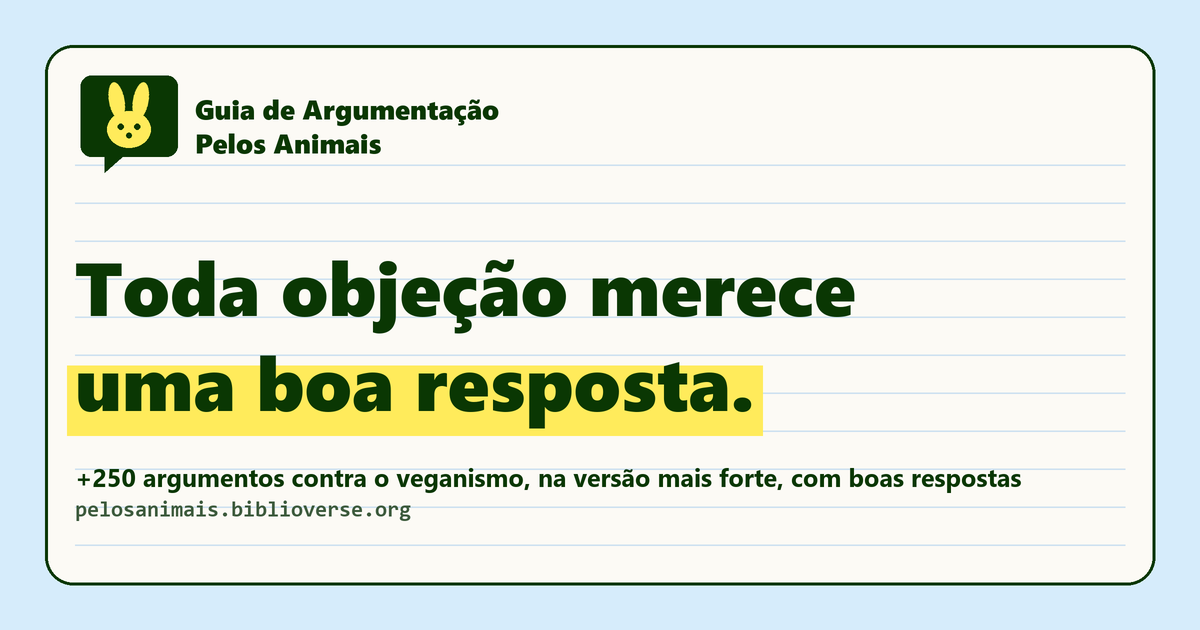 Guia de Argumentação
Pelos Animais
Toda objeção merece
uma boa resposta.
+250 argumentos contra o veganismo, na versão mais forte, com boas respostas
pelosanimais.biblioverse.org